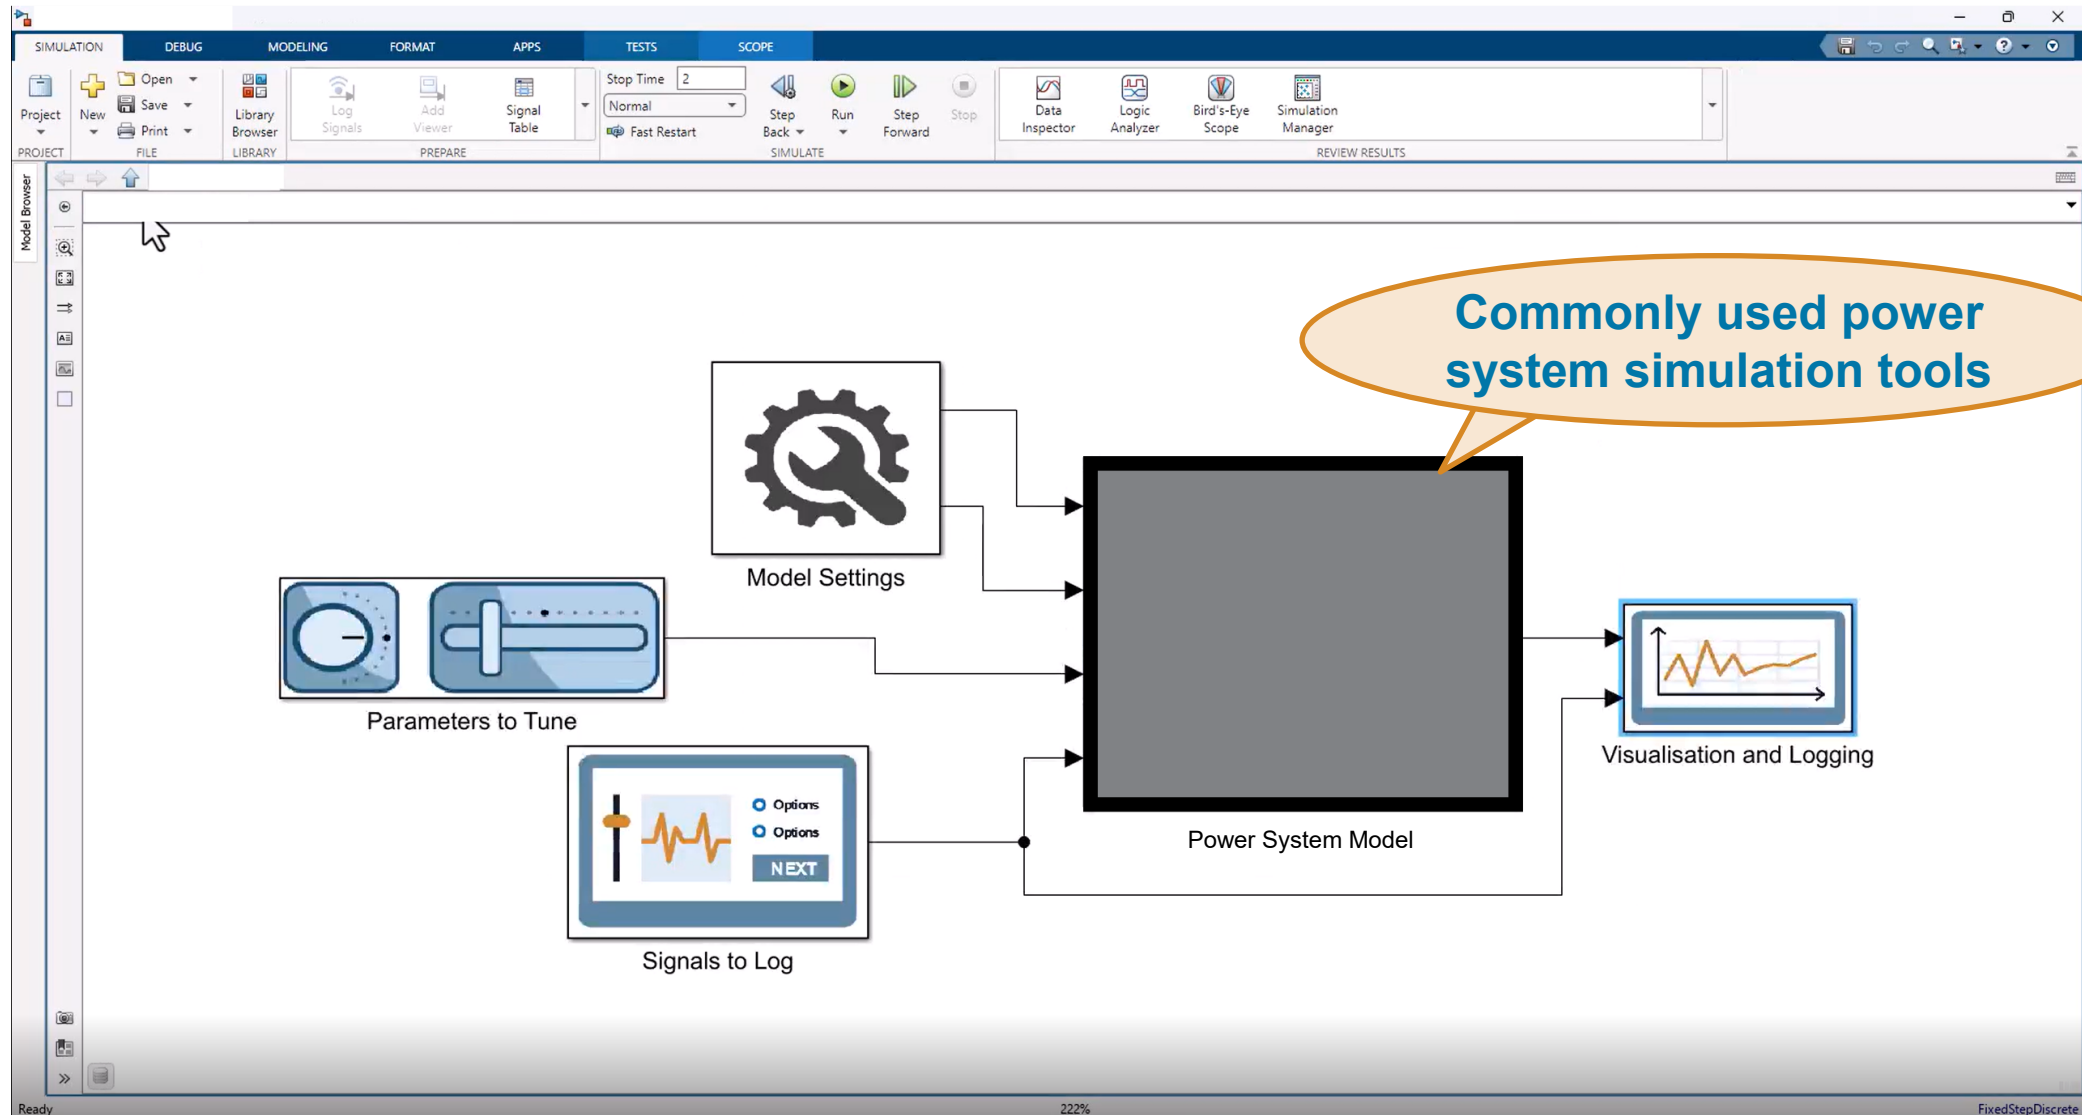 SIMULATION DEBUG MODELING FORMAT APPS TESTS SCOPE
Project
New
Open
Save
Print
Library
Browser
Log
Signals
Add
Viewer
Signal
Table
Stop Time 2
Normal
Fast Restart
Step
Back
Run
Step
Forward
Stop
Data
Inspector
Logic
Analyzer
Bird's-Eye
Scope
Simulation
Manager
PROJECT FILE LIBRARY PREPARE SIMULATE REVIEW RESULTS
Model Browser
Commonly used power
system simulation tools
Model Settings
Parameters to Tune
Options
Options
NEXT
Signals to Log
Power System Model
Visualisation and Logging
Ready 222% FixedStepDiscrete